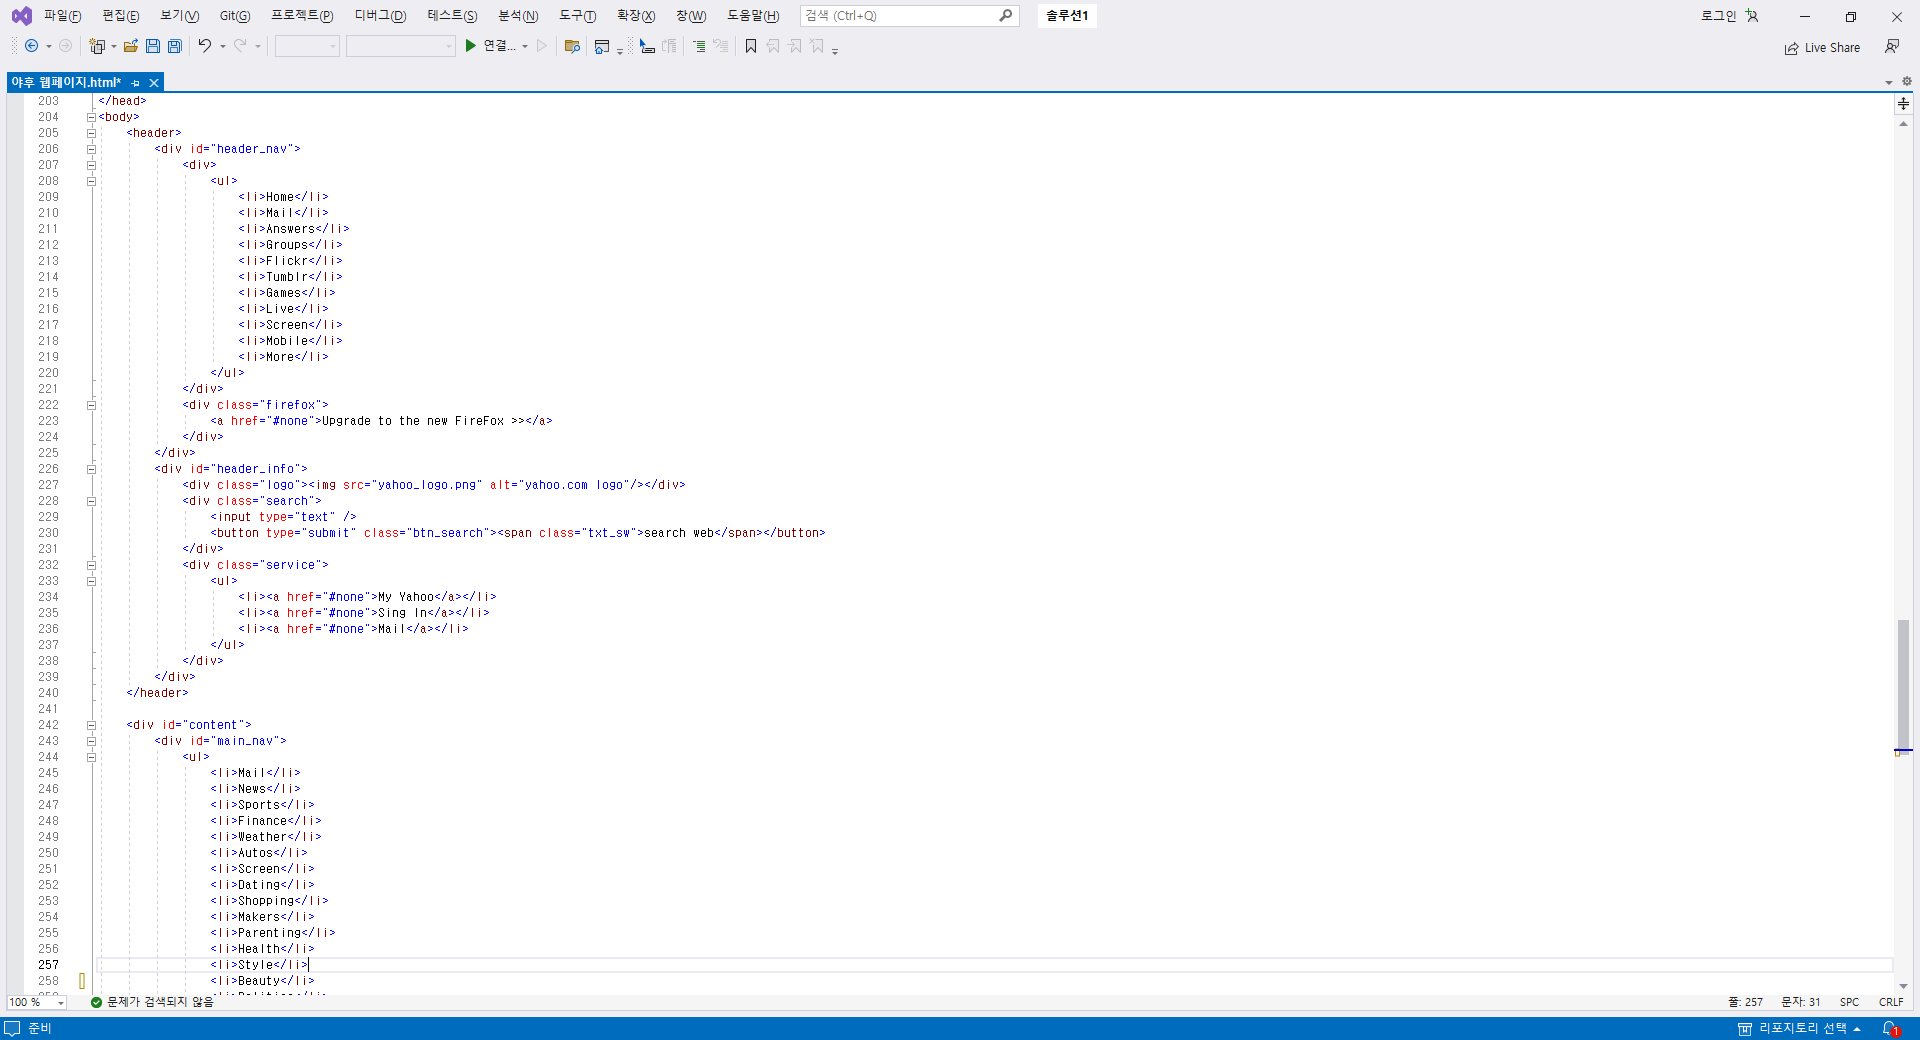 파일(F) 편집(E) 보기(V) Git(G) 프로젝트(P) 디버그(D) 테스트(S) 분석(N) 도구(T) 확장(X) 창(W) 도움말(H) 검색 (Ctrl+Q) 솔루션1 로그인
연결... Live Share
야후 웹페이지.html*
203 </head>
204 <body>
205 <header>
206 <div id="header_nav">
207 <div>
208 <ul>
209 <li>Home</li>
210 <li>Mail</li>
211 <li>Answers</li>
212 <li>Groups</li>
213 <li>Flickr</li>
214 <li>Tumblr</li>
215 <li>Games</li>
216 <li>Live</li>
217 <li>Screen</li>
218 <li>Mobile</li>
219 <li>More</li>
220 </ul>
221 </div>
222 <div class="firefox">
223 <a href="#none">Upgrade to the new FireFox >></a>
224 </div>
225 </div>
226 <div id="header_info">
227 <div class="logo"><img src="yahoo_logo.png" alt="yahoo.com logo"/></div>
228 <div class="search">
229 <input type="text" />
230 <button type="submit" class="btn_search"><span class="txt_sw">search web</span></button>
231 </div>
232 <div class="service">
233 <ul>
234 <li><a href="#none">My Yahoo</a></li>
235 <li><a href="#none">Sing In</a></li>
236 <li><a href="#none">Mail</a></li>
237 </ul>
238 </div>
239 </div>
240 </header>
241
242 <div id="content">
243 <div id="main_nav">
244 <ul>
245 <li>Mail</li>
246 <li>News</li>
247 <li>Sports</li>
248 <li>Finance</li>
249 <li>Weather</li>
250 <li>Autos</li>
251 <li>Screen</li>
252 <li>Dating</li>
253 <li>Shopping</li>
254 <li>Makers</li>
255 <li>Parenting</li>
256 <li>Health</li>
257 <li>Style</li>
258 <li>Beauty</li>
100 % 문제가 검색되지 않음 줄: 257 문자: 31 SPC CRLF
준비 리포지토리 선택 1